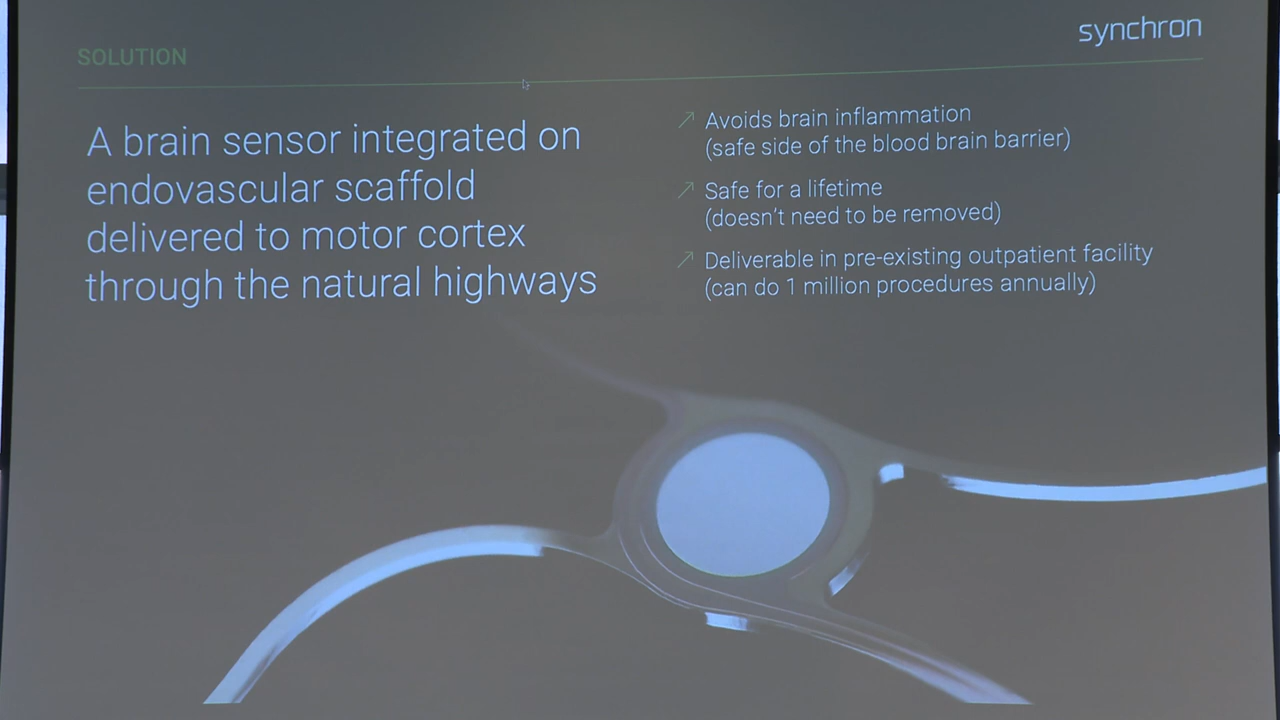 synchron
SOLUTION
A brain sensor integrated on
endovascular scaffold
delivered to motor cortex
through the natural highways
Avoids brain inflammation
(safe side of the blood brain barrier)
Safe for a lifetime
(doesn't need to be removed)
Deliverable in pre-existing outpatient facility
(can do 1 million procedures annually)